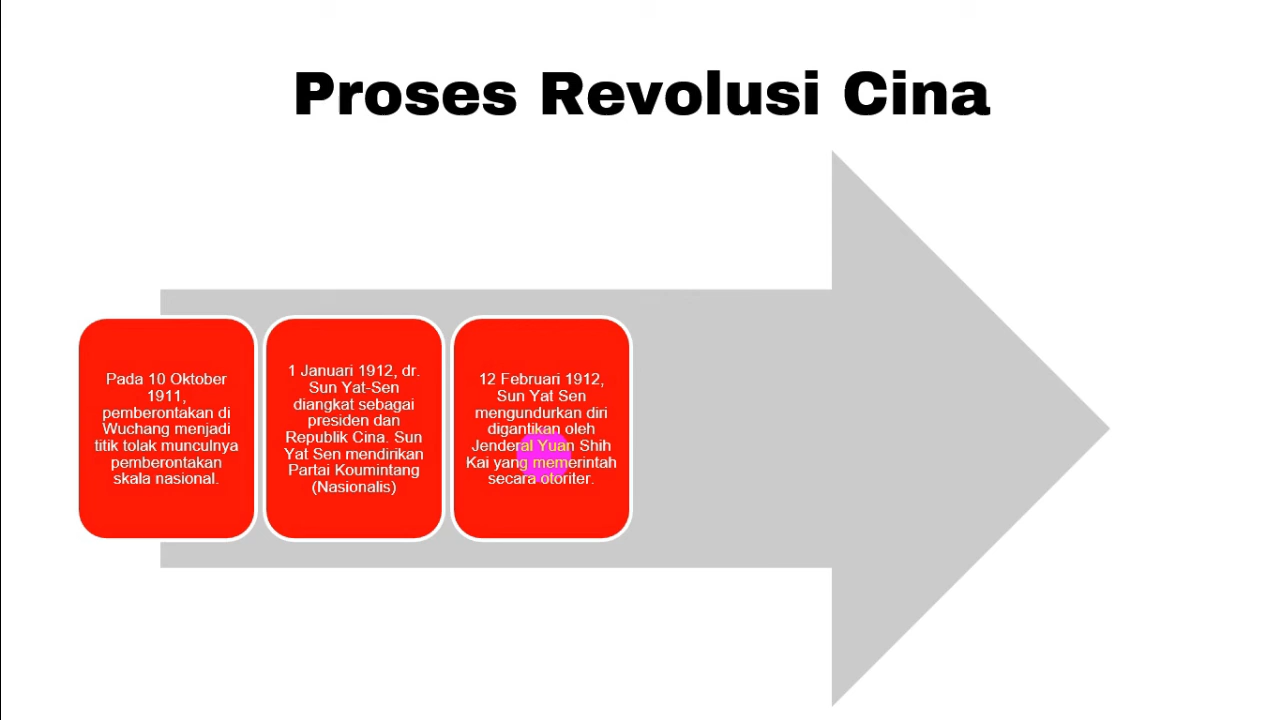 Proses Revolusi Cina
Pada 10 Oktober
1911,
pemberontakan di
Wuchang menjadi
titik tolak munculnya
pemberontakan
skala nasional.
1 Januari 1912, dr.
Sun Yat-Sen
diangkat sebagai
presiden dan
Republik Cina. Sun
Yat Sen mendirikan
Partai Koumintang
(Nasionalis)
12 Februari 1912,
Sun Yat Sen
mengundurkan diri
digantikan oleh
Jenderal Yuan Shih
Kai yang memerintah
secara otoriter.